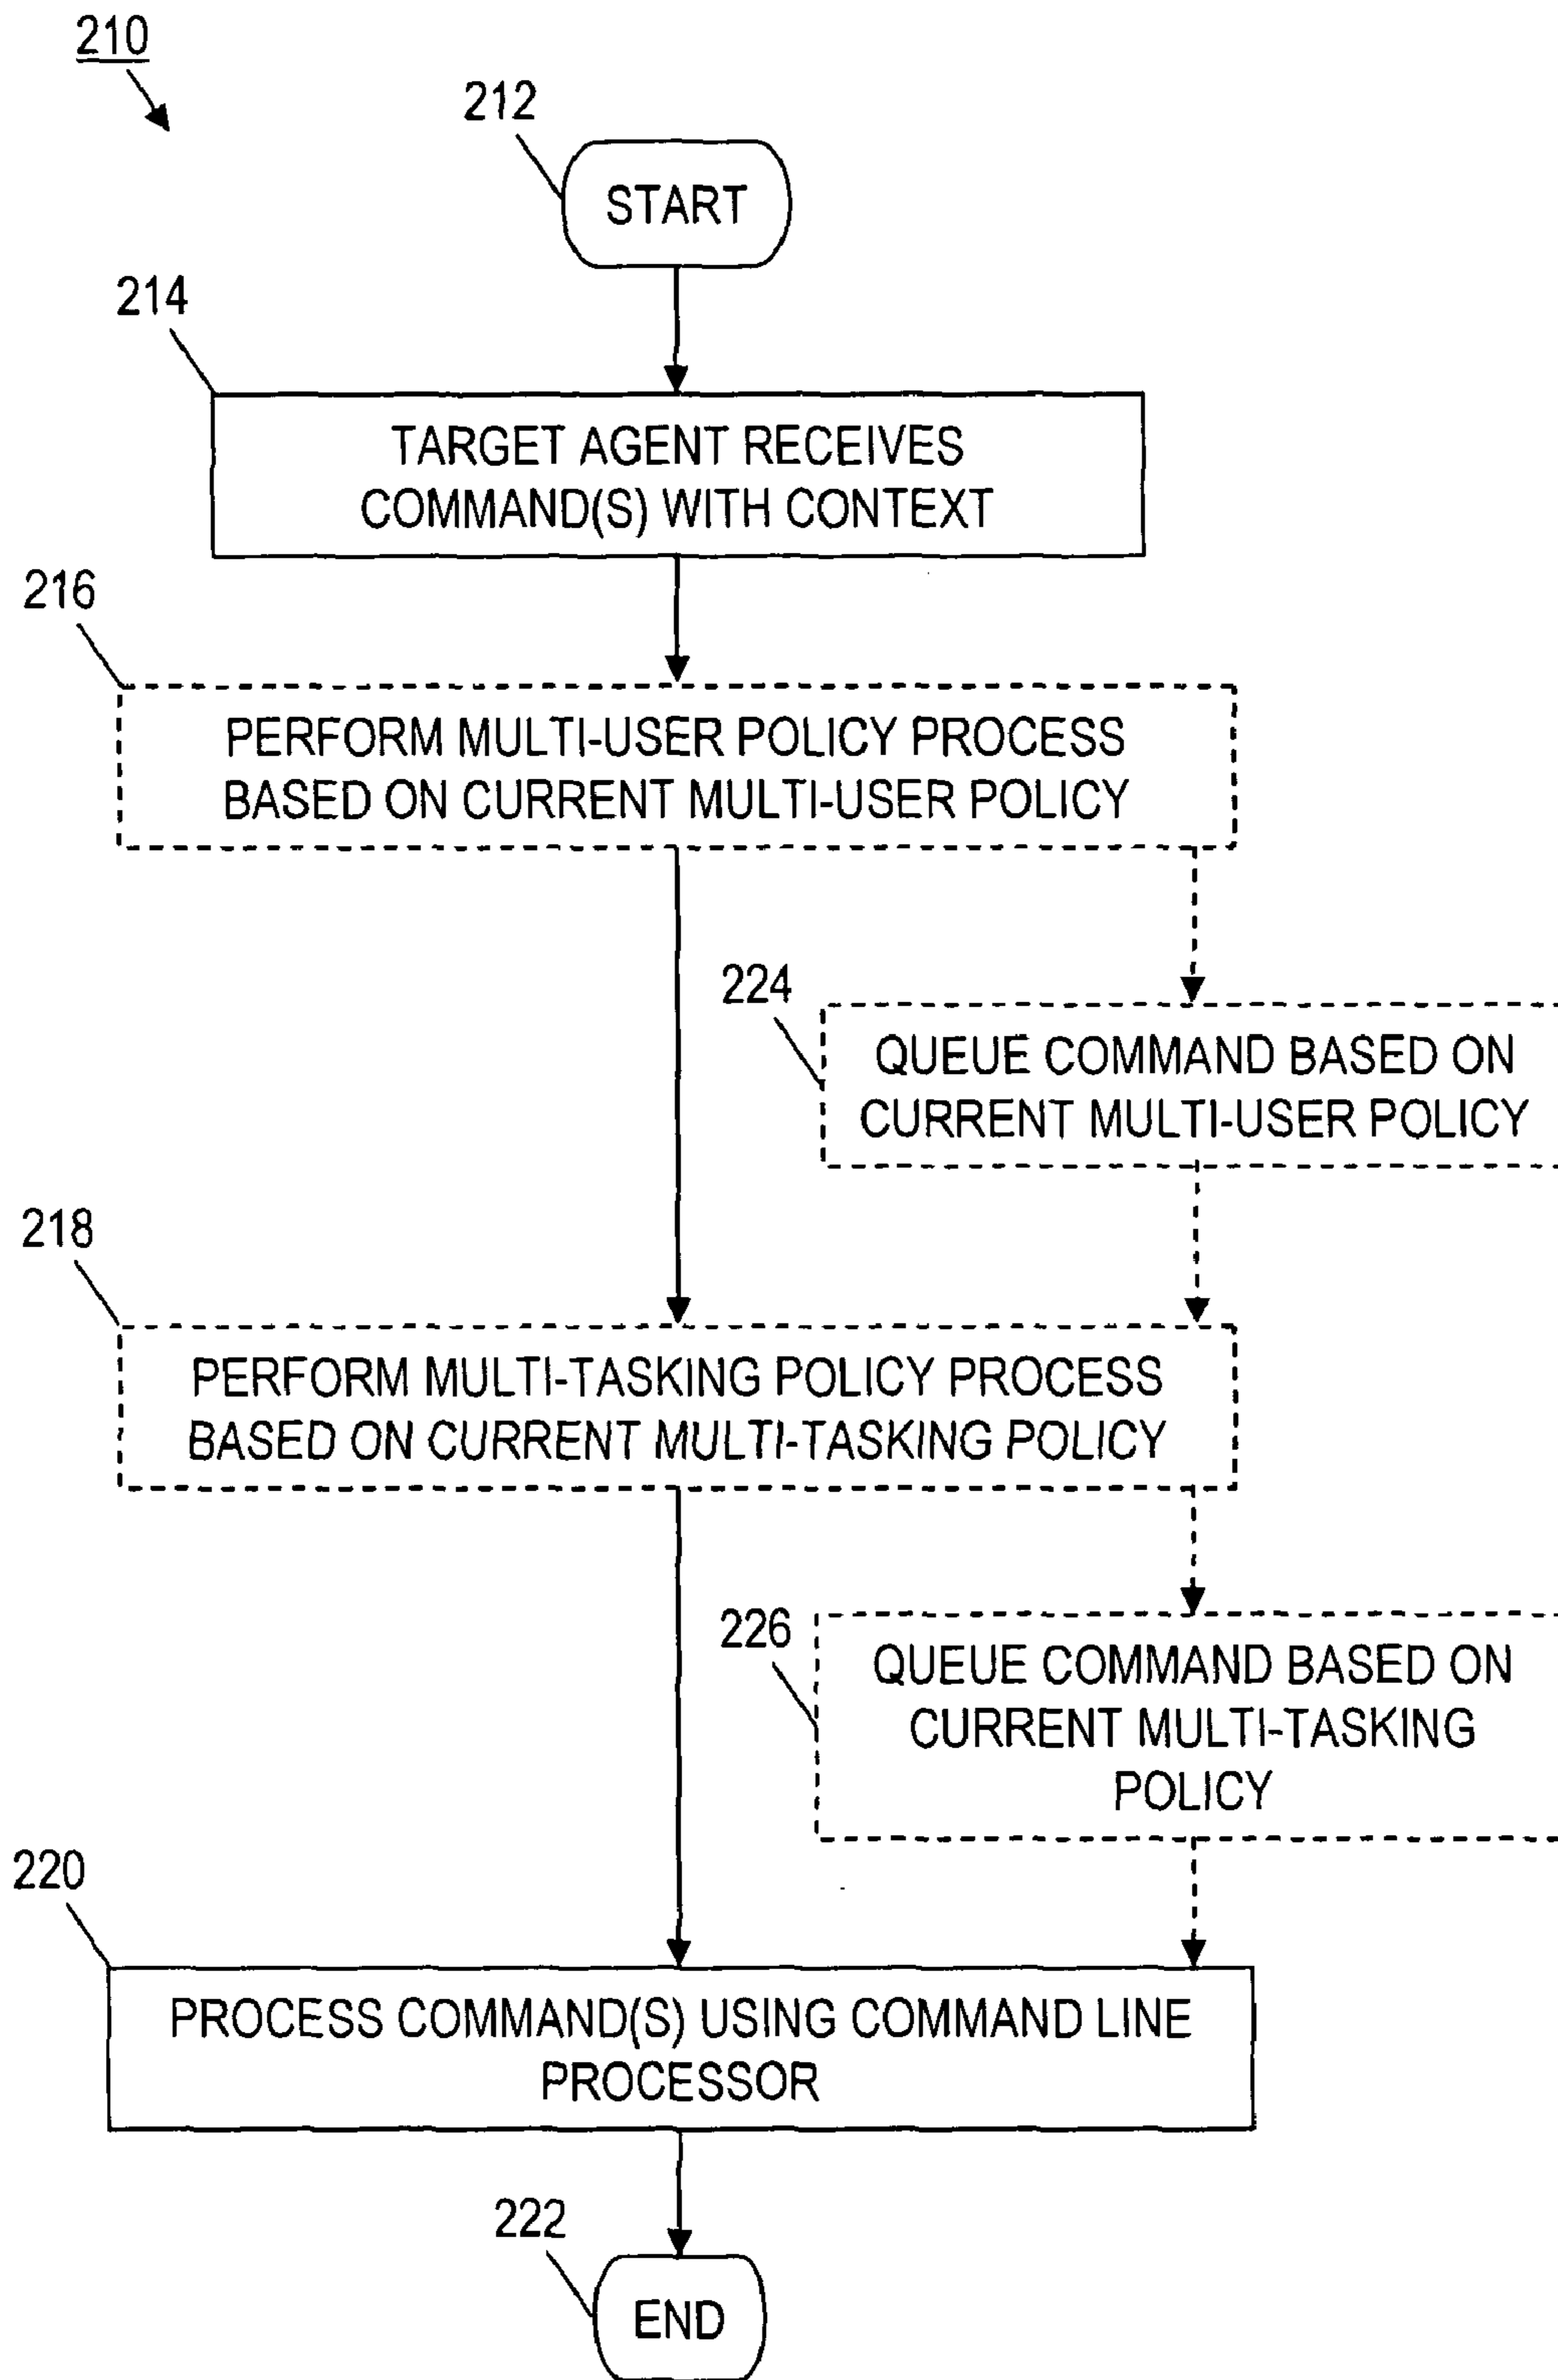 210
212
START
214
TARGET AGENT RECEIVES
COMMAND(S) WITH CONTEXT
216
PERFORM MULTI-USER POLICY PROCESS
BASED ON CURRENT MULTI-USER POLICY
224
QUEUE COMMAND BASED ON
CURRENT MULTI-USER POLICY
218
PERFORM MULTI-TASKING POLICY PROCESS
BASED ON CURRENT MULTI-TASKING POLICY
226
QUEUE COMMAND BASED ON
CURRENT MULTI-TASKING
POLICY
220
PROCESS COMMAND(S) USING COMMAND LINE
PROCESSOR
222
END